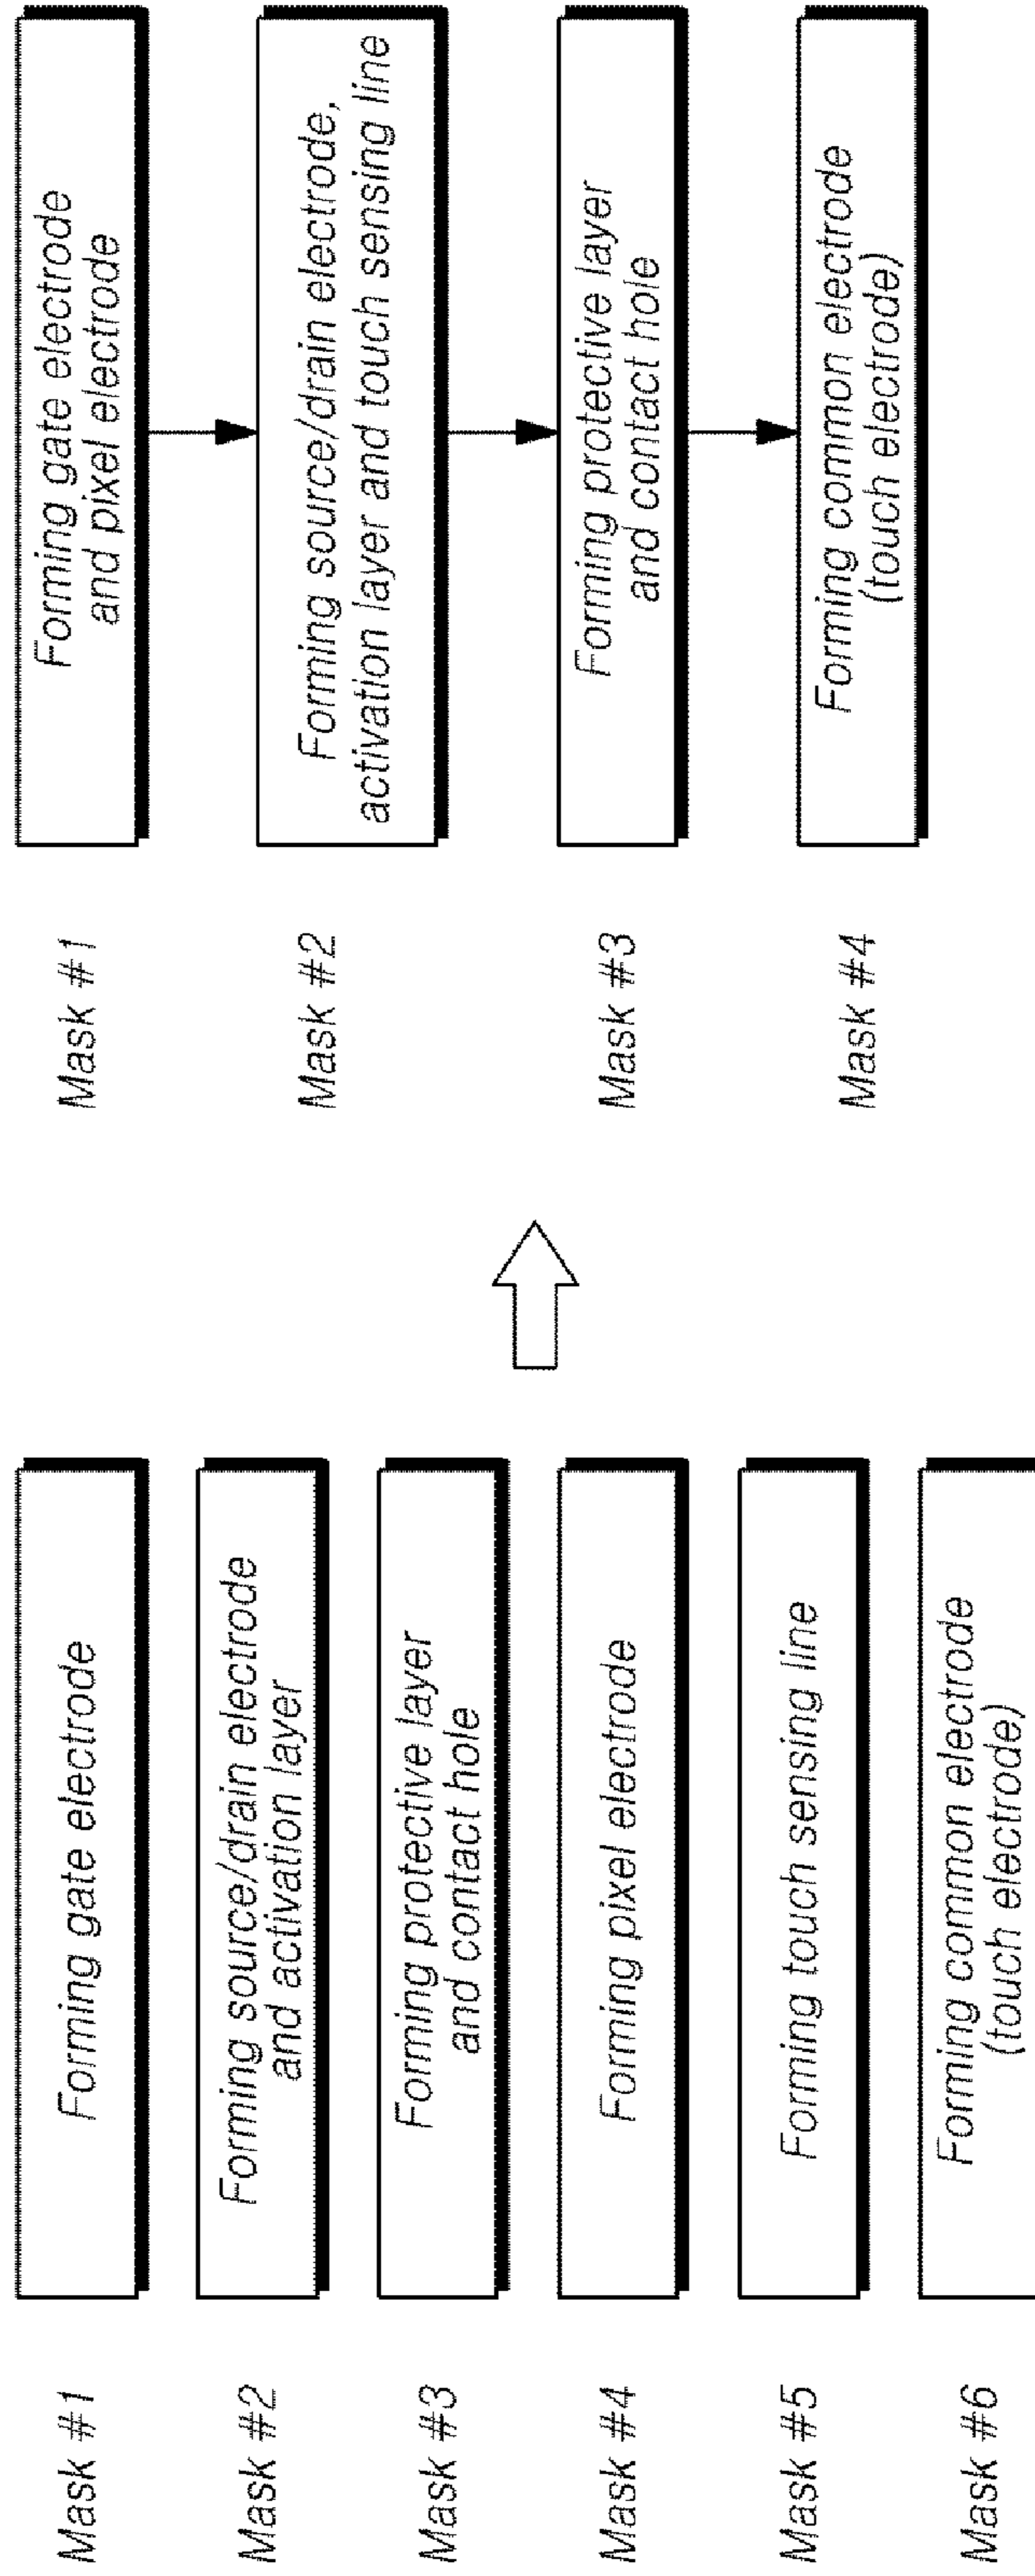 Mask #1
Forming gate electrode
Mask #2
Forming source/drain electrode
and activation layer
Mask #3
Forming protective layer
and contact hole
Mask #4
Forming pixel electrode
Mask #5
Forming touch sensing line
Mask #6
Forming common electrode
(touch electrode)
Mask #1
Forming gate electrode
and pixel electrode
Mask #2
Forming source/drain electrode,
activation layer and touch sensing line
Mask #3
Forming protective layer
and contact hole
Mask #4
Forming common electrode
(touch electrode)